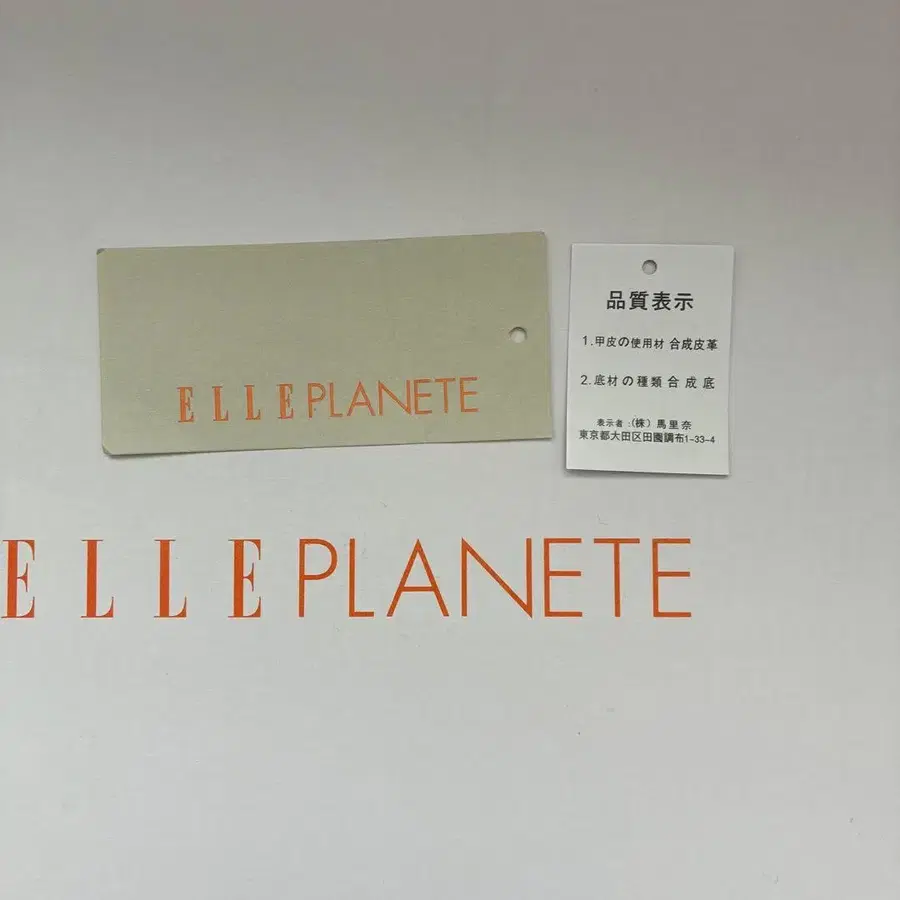 ELLEPLANETE
品質表示
1.甲皮の使用材 合成皮革
2.底材の種類合成底
表示者:(株)馬里奈
東京都大田区田園調布1-33-4
ELLEPLANETE